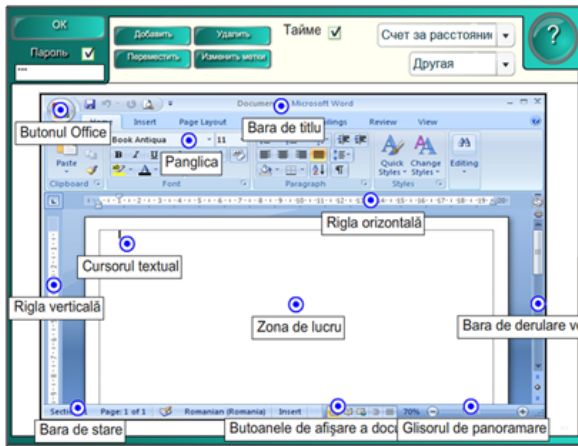 OK
Пароль
***
Добавить
Удалить
Переместить
Изменить метки
Тайме
Счет за расстояни
Другая
?
Document Microsoft Word
Butonul Office
Bara de titlu
Insert
Page Layout
Review
View
Paste
Book Antiqua
11
Panglica
Quick Styles
Change Styles
Editing
Clipboard
Font
Paragraph
Styles
Rigla orizontală
Cursorul textual
Rigla verticală
Zona de lucru
Bara de derulare ve
Page: 1 of 1
Romanian (Romania)
Insert
70%
Bara de stare
Butoanele de afișare a docu
Glisorul de panoramare